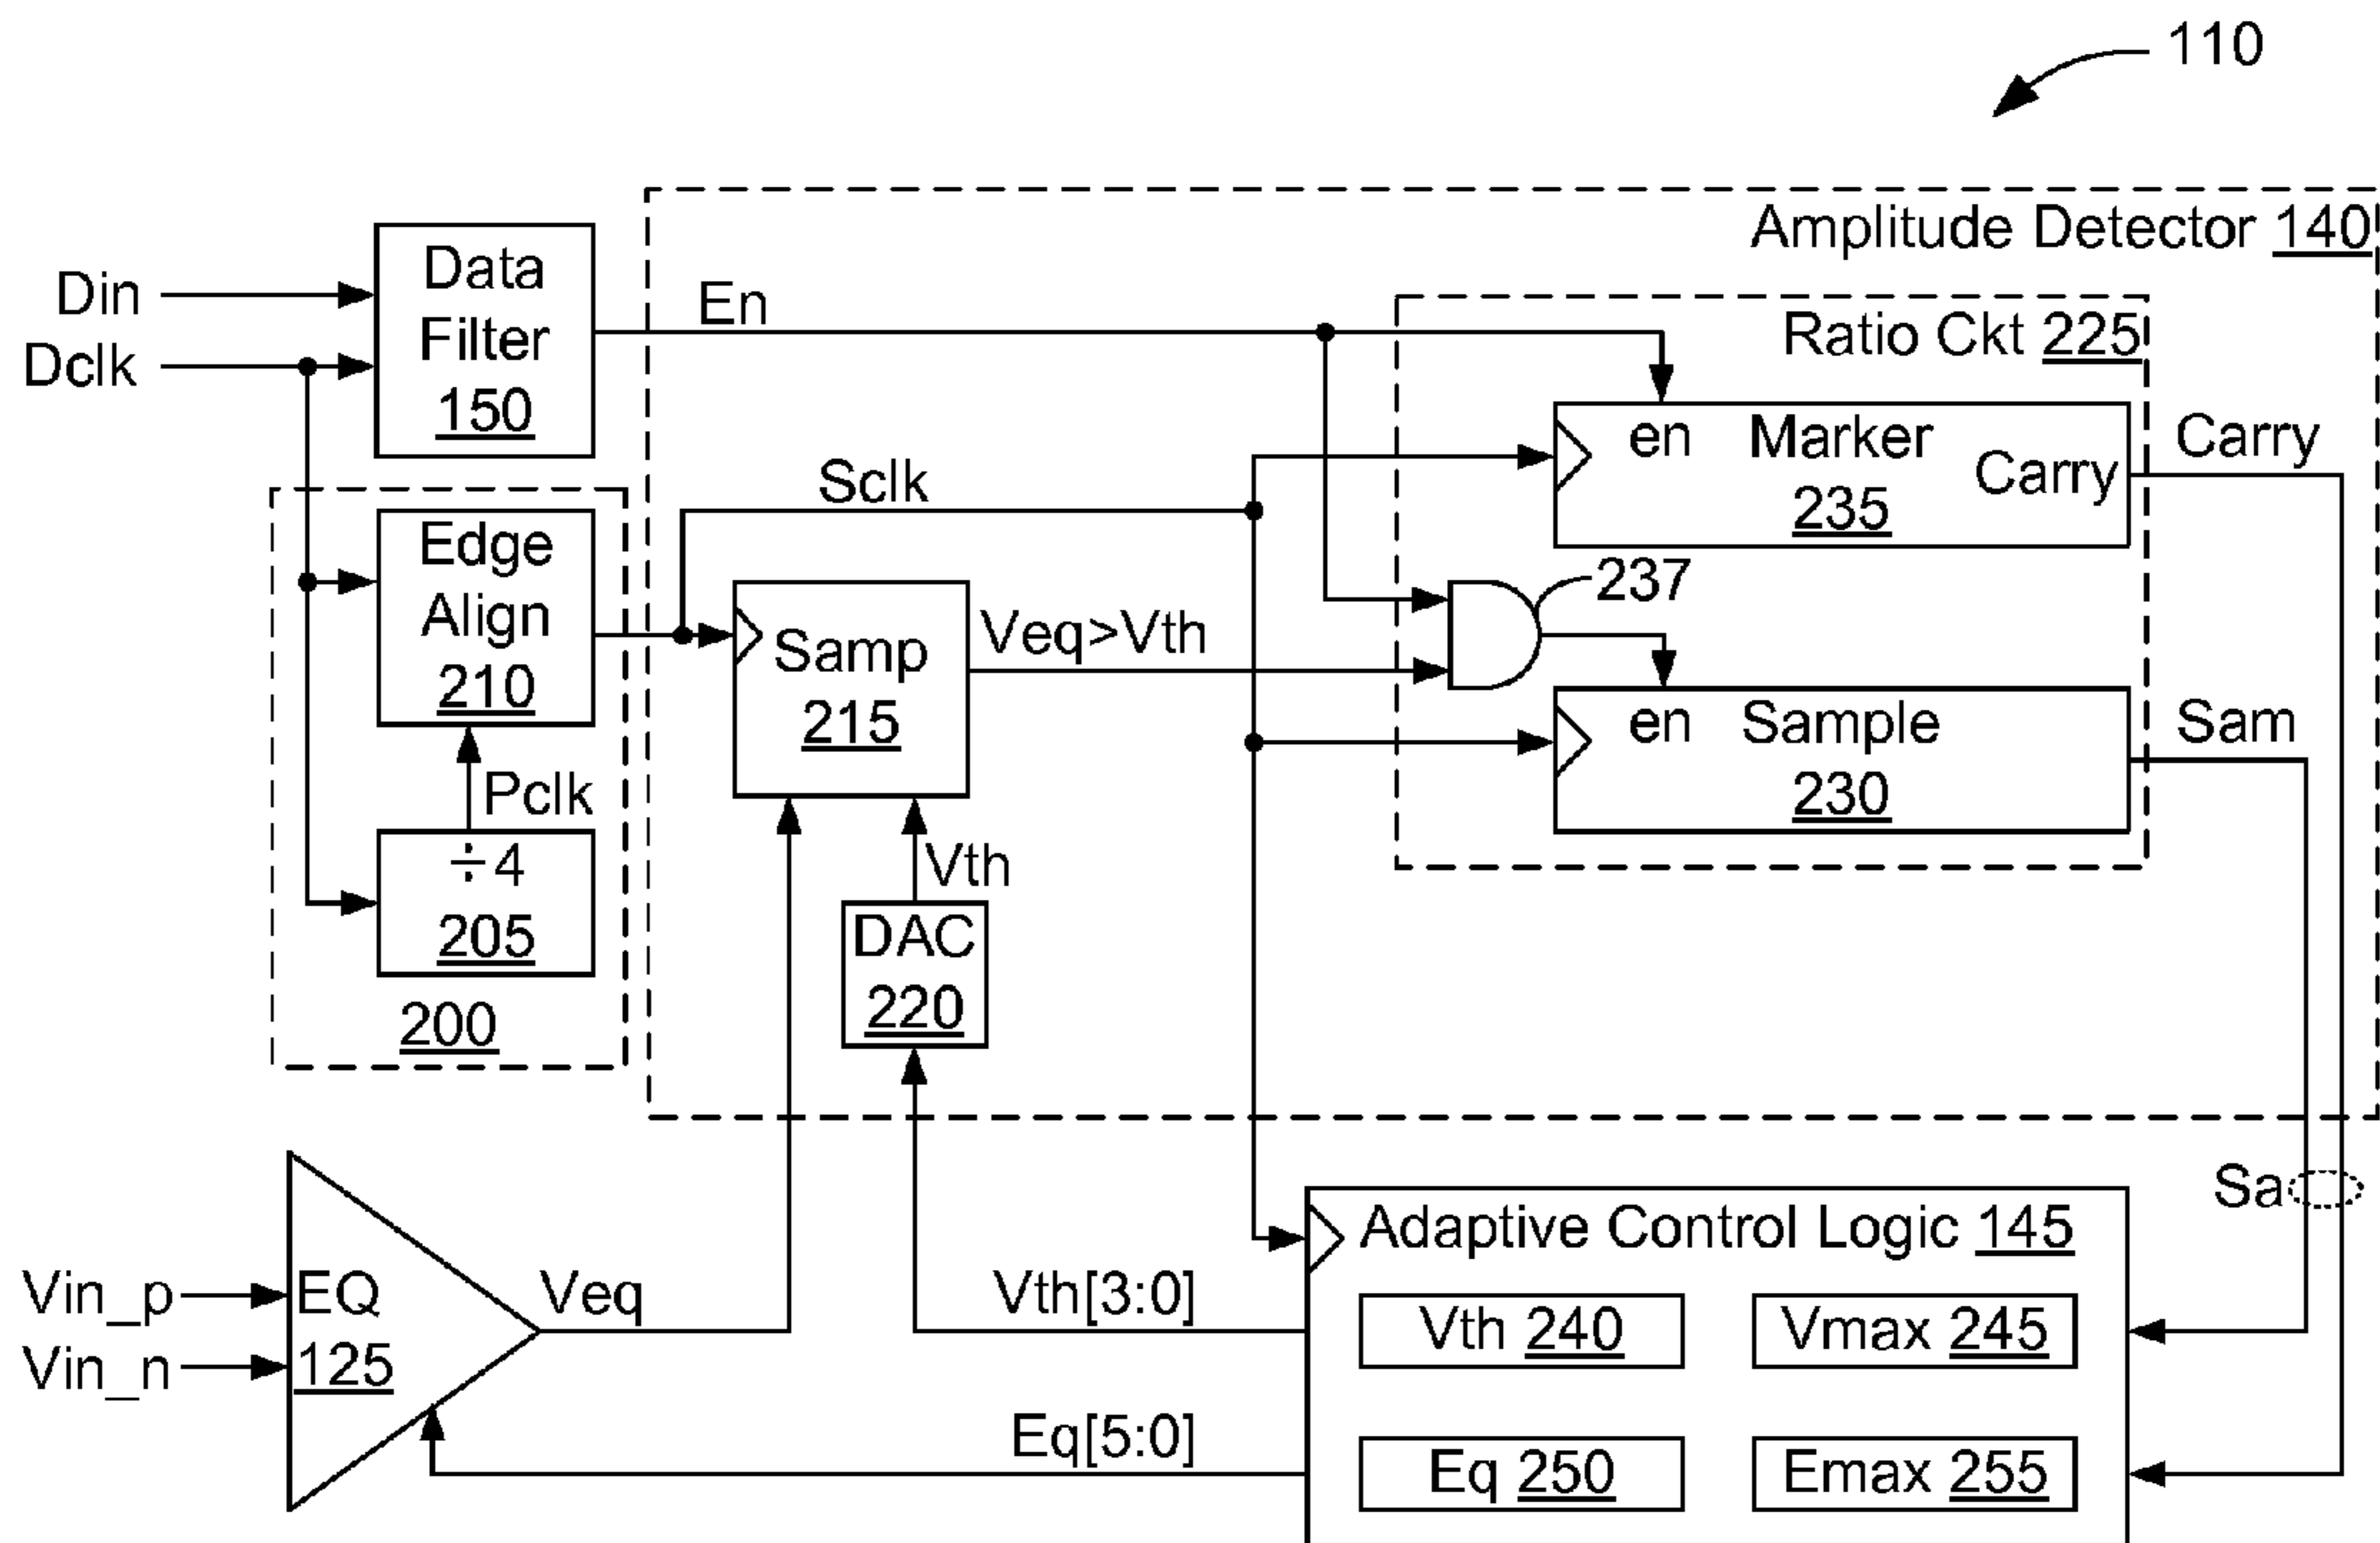 110
Amplitude Detector 140
Din
Dclk
Data
Filter
150
En
Ratio Ckt 225
en Marker
235
Carry
Carry
Sclk
Edge
Align
210
237
Samp
215
Veq>Vth
en Sample
230
Sam
Pclk
÷4
205
200
Vth
DAC
220
Sa
Adaptive Control Logic 145
Vin_p
Vin_n
EQ
125
Veq
Vth[3:0]
Vth 240
Vmax 245
Eq[5:0]
Eq 250
Emax 255